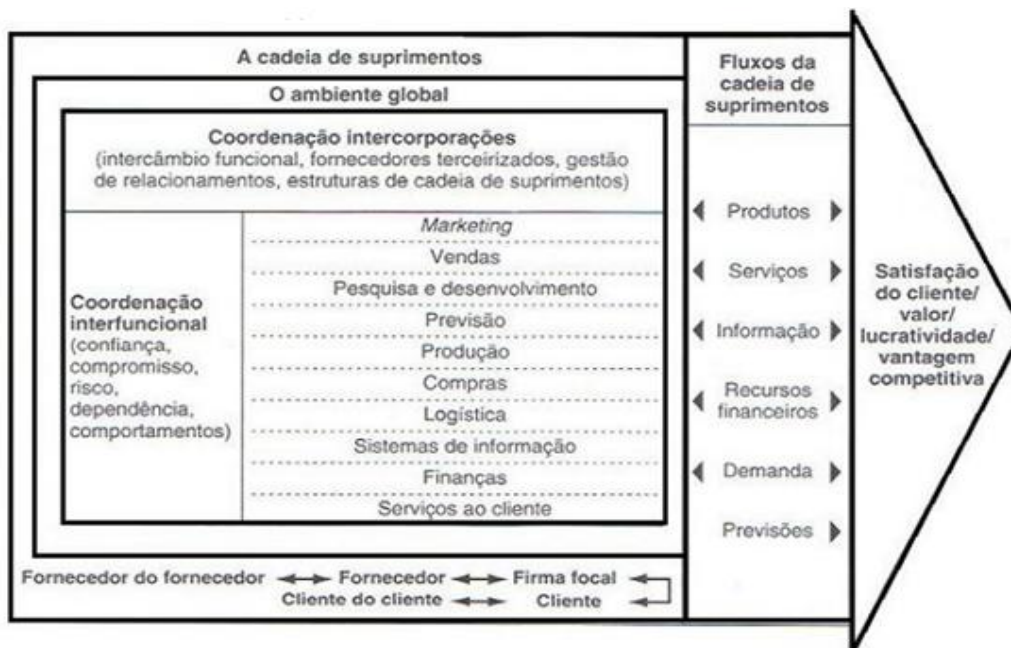 A cadeia de suprimentos
O ambiente global
Coordenação intercorporações
(intercâmbio funcional, fornecedores terceirizados, gestão
de relacionamentos, estruturas de cadeia de suprimentos)
Coordenação
interfuncional
(confiança,
compromisso,
risco,
dependência,
comportamentos)
Marketing
Vendas
Pesquisa e desenvolvimento
Previsão
Produção
Compras
Logística
Sistemas de informação
Finanças
Serviços ao cliente
Fornecedor do fornecedor Fornecedor Firma focal
Cliente do cliente Cliente
Fluxos da
cadeia de
suprimentos
Produtos
Serviços
Informação
Recursos
financeiros
Demanda
Previsões
Satisfação
do cliente/
valor/
lucratividade/
vantagem
competitiva